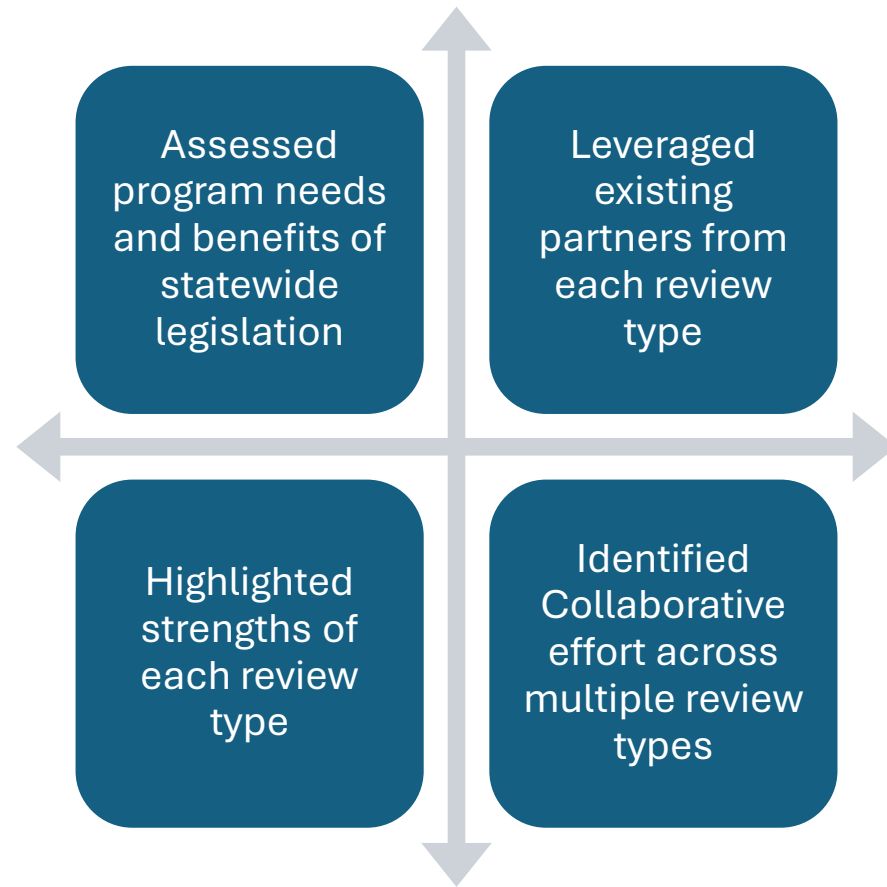 Assessed
program needs
and benefits of
statewide
legislation
Leveraged
existing
partners from
each review
type
Highlighted
strengths of
each review
type
Identified
Collaborative
effort across
multiple review
types